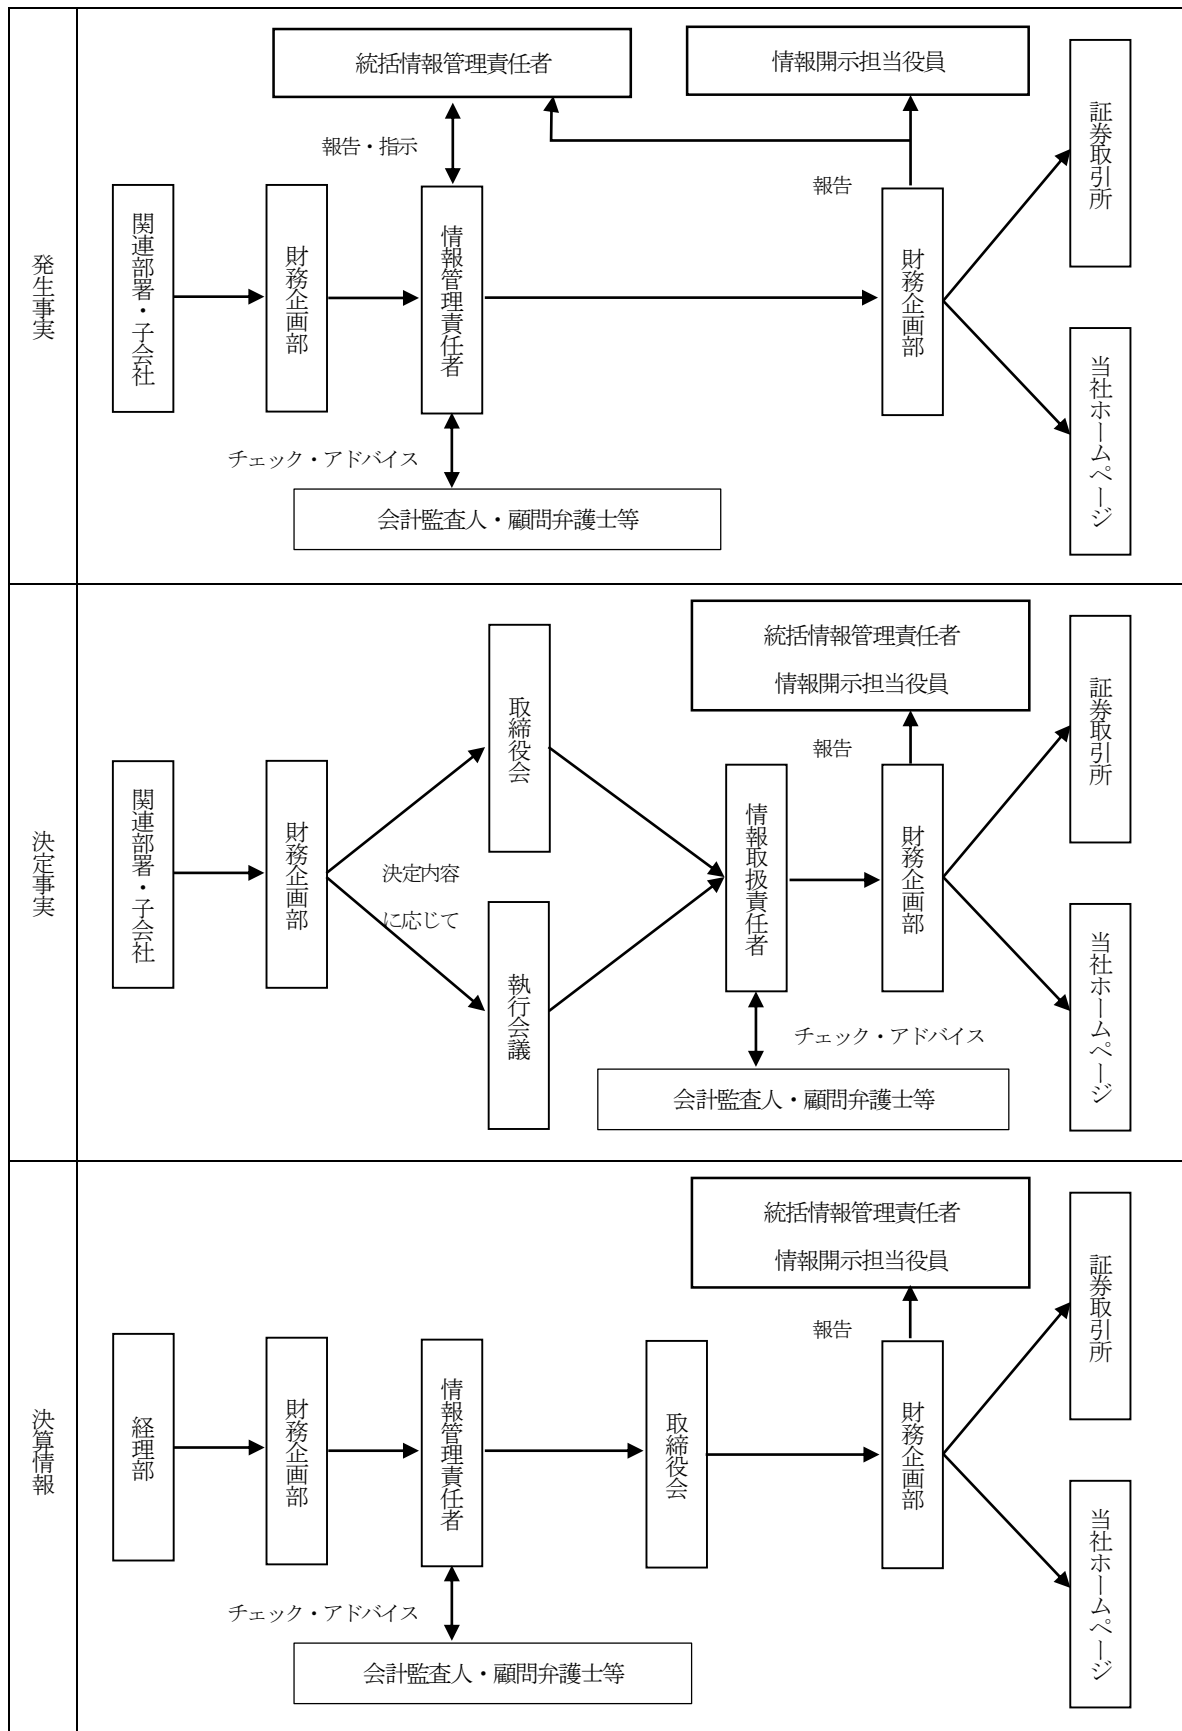 発生事実
統括情報管理責任者
情報開示担当役員
報告・指示
報告
関連部署・子会社
財務企画部
情報管理責任者
財務企画部
証券取引所
当社ホームページ
チェック・アドバイス
会計監査人・顧問弁護士等
決定事実
統括情報管理責任者
情報開示担当役員
報告
関連部署・子会社
財務企画部
決定内容
に応じて
取締役会
執行会議
情報取扱責任者
財務企画部
証券取引所
当社ホームページ
チェック・アドバイス
会計監査人・顧問弁護士等
決算情報
統括情報管理責任者
情報開示担当役員
報告
経理部
財務企画部
情報管理責任者
取締役会
財務企画部
証券取引所
当社ホームページ
チェック・アドバイス
会計監査人・顧問弁護士等